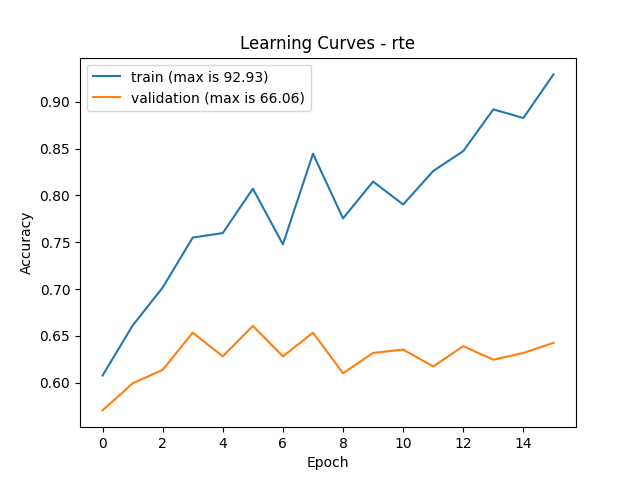 Learning Curves - rte
train (max is 92.93)
validation (max is 66.06)
Accuracy
0.90
0.85
0.80
0.75
0.70
0.65
0.60
0 2 4 6 8 10 12 14
Epoch